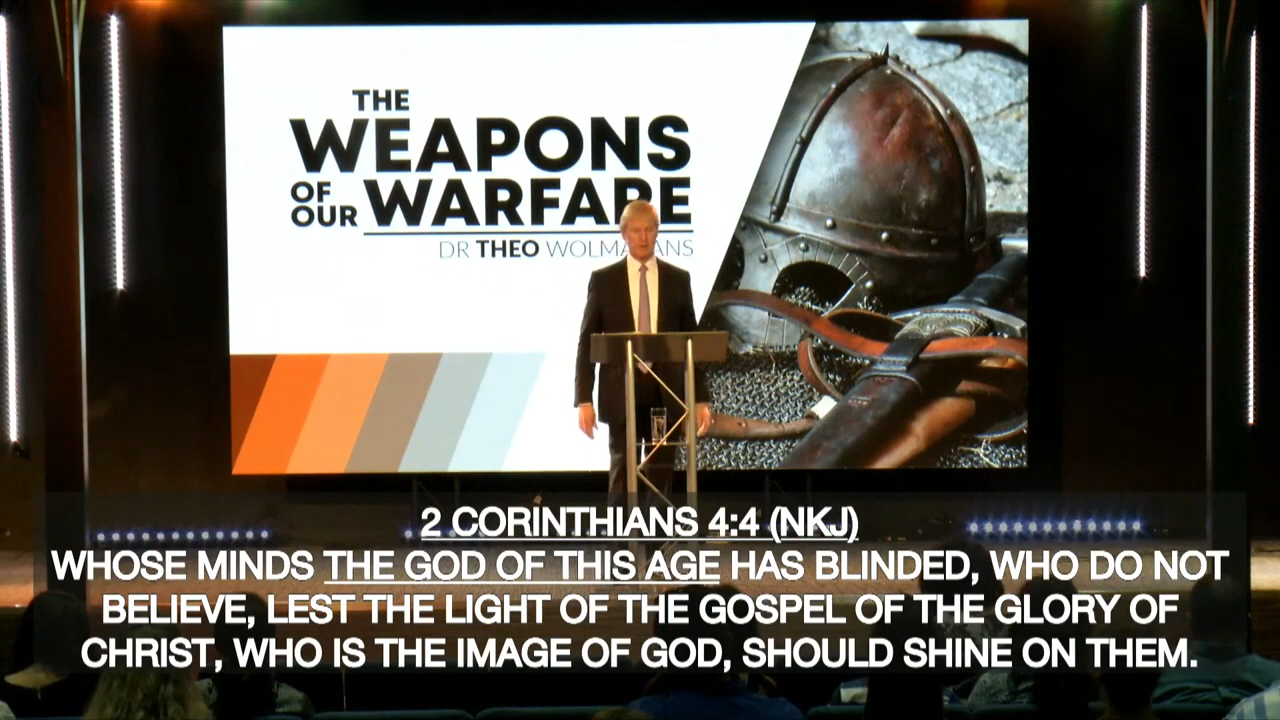 THE
WEAPONS
OF
OUR WARFARE
DR THEO WOLMARANS
2 CORINTHIANS 4:4 (NKJ)
WHOSE MINDS THE GOD OF THIS AGE HAS BLINDED, WHO DO NOT
BELIEVE, LEST THE LIGHT OF THE GOSPEL OF THE GLORY OF
CHRIST, WHO IS THE IMAGE OF GOD, SHOULD SHINE ON THEM.